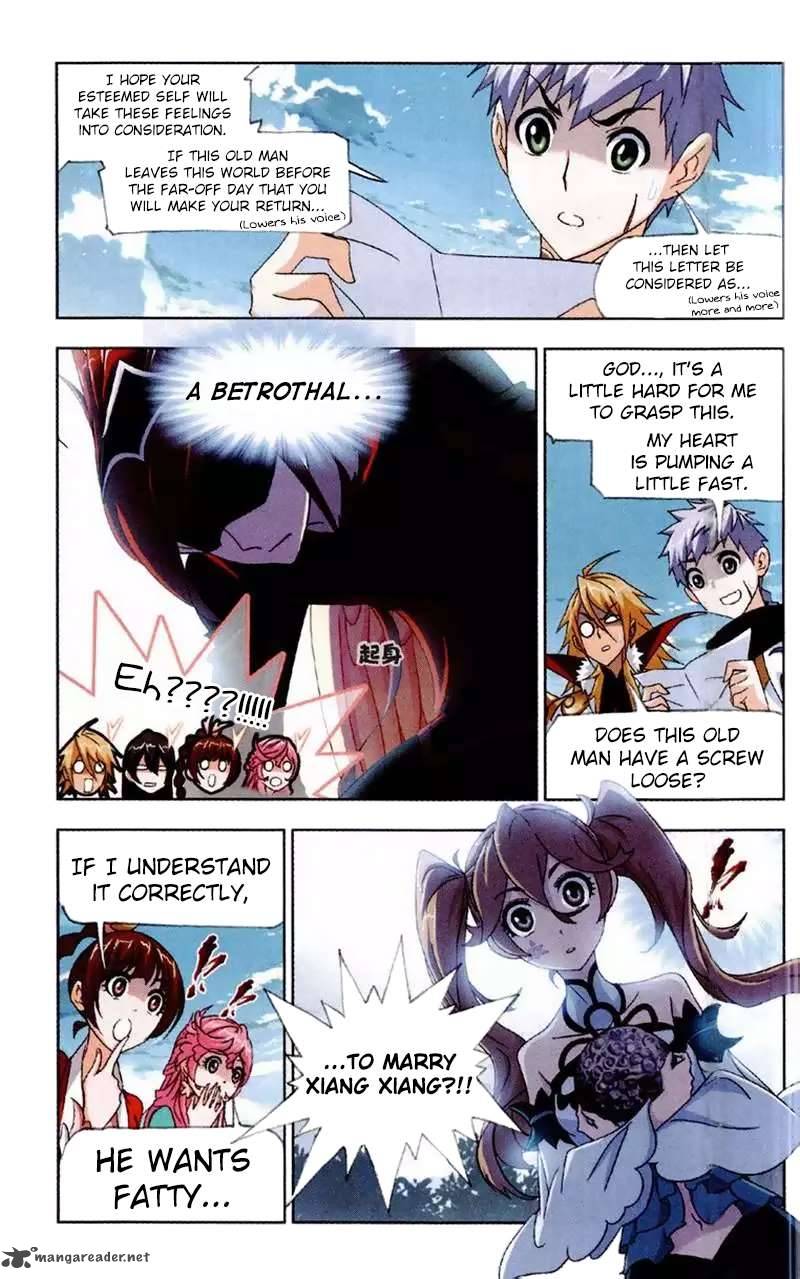 I HOPE YOUR
ESTEEMED SELF WILL
TAKE THESE FEELINGS
INTO CONSIDERATION.
IF THIS OLD MAN
LEAVES THIS WORLD BEFORE
THE FAR-OFF DAY THAT YOU
WILL MAKE YOUR RETURN...
(Lowers his voice)
...THEN LET
THIS LETTER BE
CONSIDERED AS...
(Lowers his voice
more and more)
A BETROTHAL...
起身
Eh????!!!!!
GOD..., IT'S A
LITTLE HARD FOR ME
TO GRASP THIS.
MY HEART
IS PUMPING A
LITTLE FAST.
DOES THIS OLD
MAN HAVE A SCREW
LOOSE?
IF I UNDERSTAND
IT CORRECTLY,
HE WANTS
FATTY...
...TO MARRY
XIANG XIANG?!!
mangareader.net